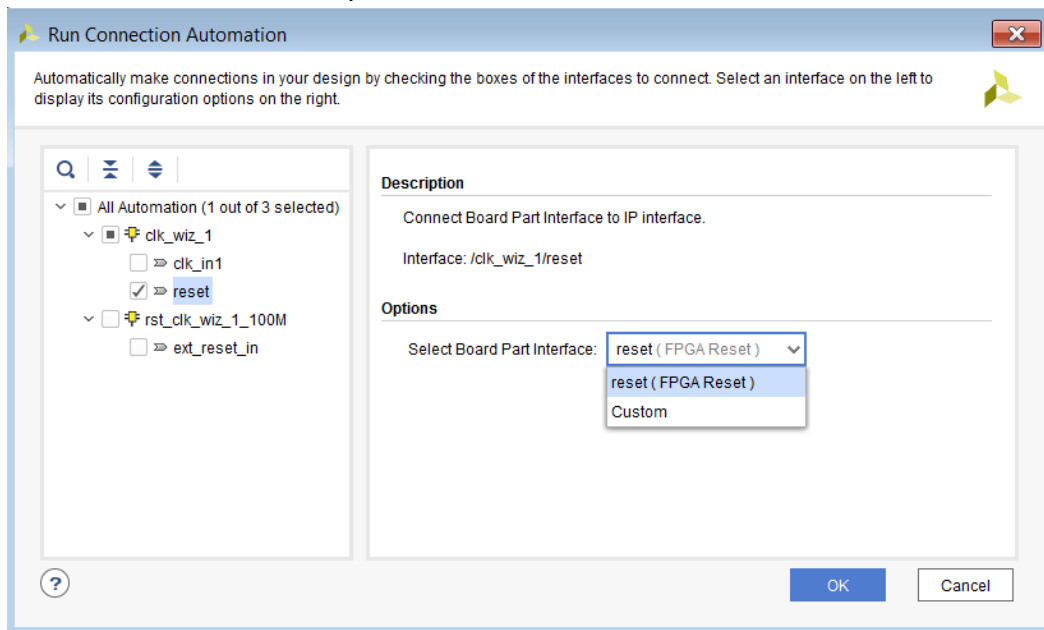 Run Connection Automation
Automatically make connections in your design by checking the boxes of the interfaces to connect. Select an interface on the left to
display its configuration options on the right.
All Automation (1 out of 3 selected)
clk_wiz_1
clk_in1
reset
rst_clk_wiz_1_100M
ext_reset_in
Description
Connect Board Part Interface to IP interface.
Interface: /clk_wiz_1/reset
Options
Select Board Part Interface: reset ( FPGA Reset )
reset ( FPGA Reset )
Custom
?
OK
Cancel